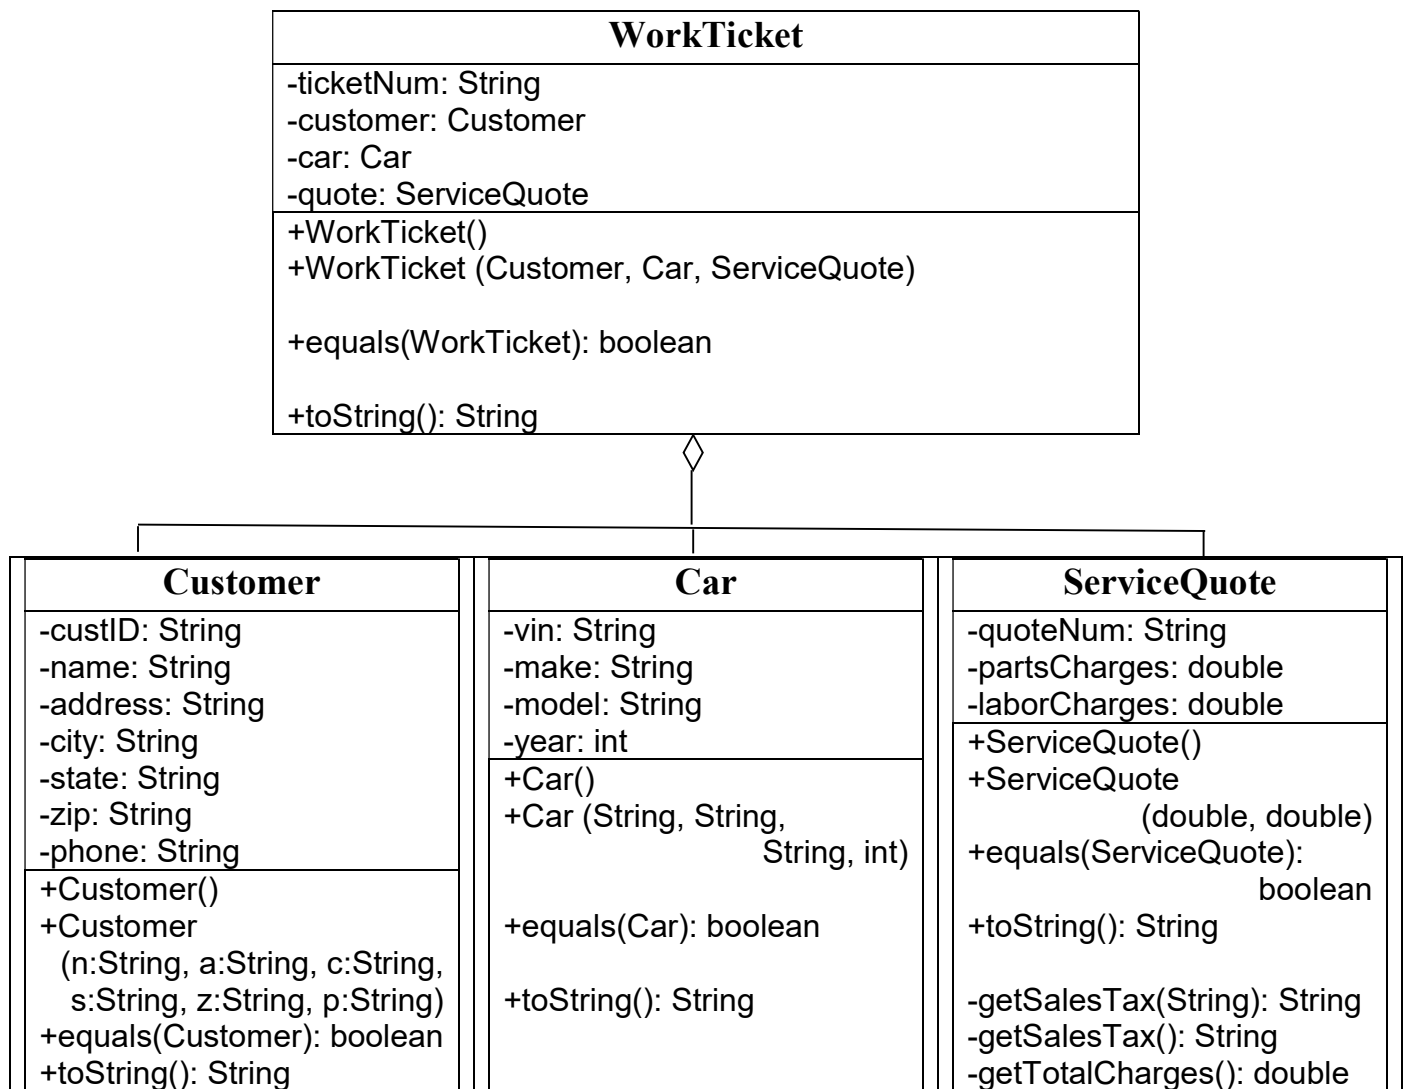 WorkTicket
-ticketNum: String
-customer: Customer
-car: Car
-quote: ServiceQuote
+WorkTicket()
+WorkTicket (Customer, Car, ServiceQuote)
+equals(WorkTicket): boolean
+toString(): String
Customer
-custID: String
-name: String
-address: String
-city: String
-state: String
-zip: String
-phone: String
+Customer()
+Customer
(n:String, a:String, c:String,
s:String, z:String, p:String)
+equals(Customer): boolean
+toString(): String
Car
-vin: String
-make: String
-model: String
-year: int
+Car()
+Car (String, String,
String, int)
+equals(Car): boolean
+toString(): String
ServiceQuote
-quoteNum: String
-partsCharges: double
-laborCharges: double
+ServiceQuote()
+ServiceQuote
(double, double)
+equals(ServiceQuote):
boolean
+toString(): String
-getSalesTax(String): String
-getSalesTax(): String
-getTotalCharges(): double